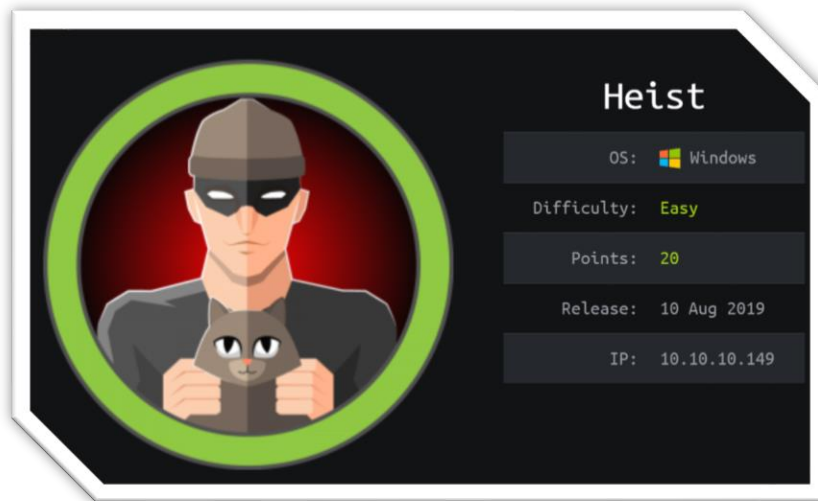 Heist
OS: Windows
Difficulty: Easy
Points: 20
Release: 10 Aug 2019
IP: 10.10.10.149